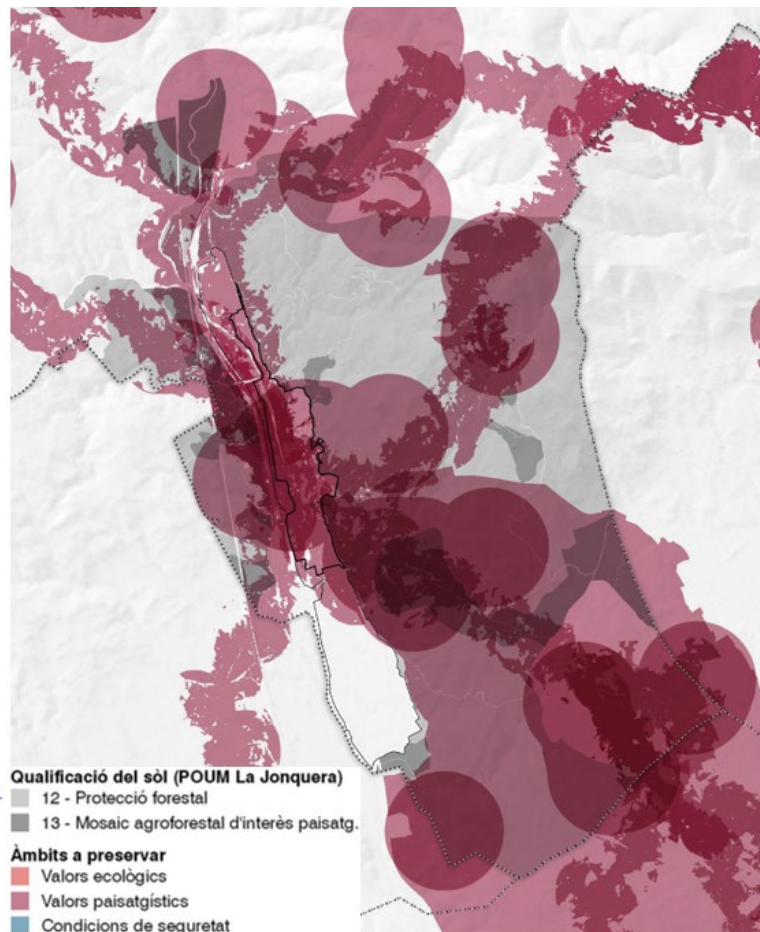 Qualificació del sòl (POUM La Jonquera)
12 - Protecció forestal
13 - Mosaic agroforestal d'interès paisatg.
Àmbits a preservar
Valors ecològics
Valors paisatgístics
Condicions de seguretat